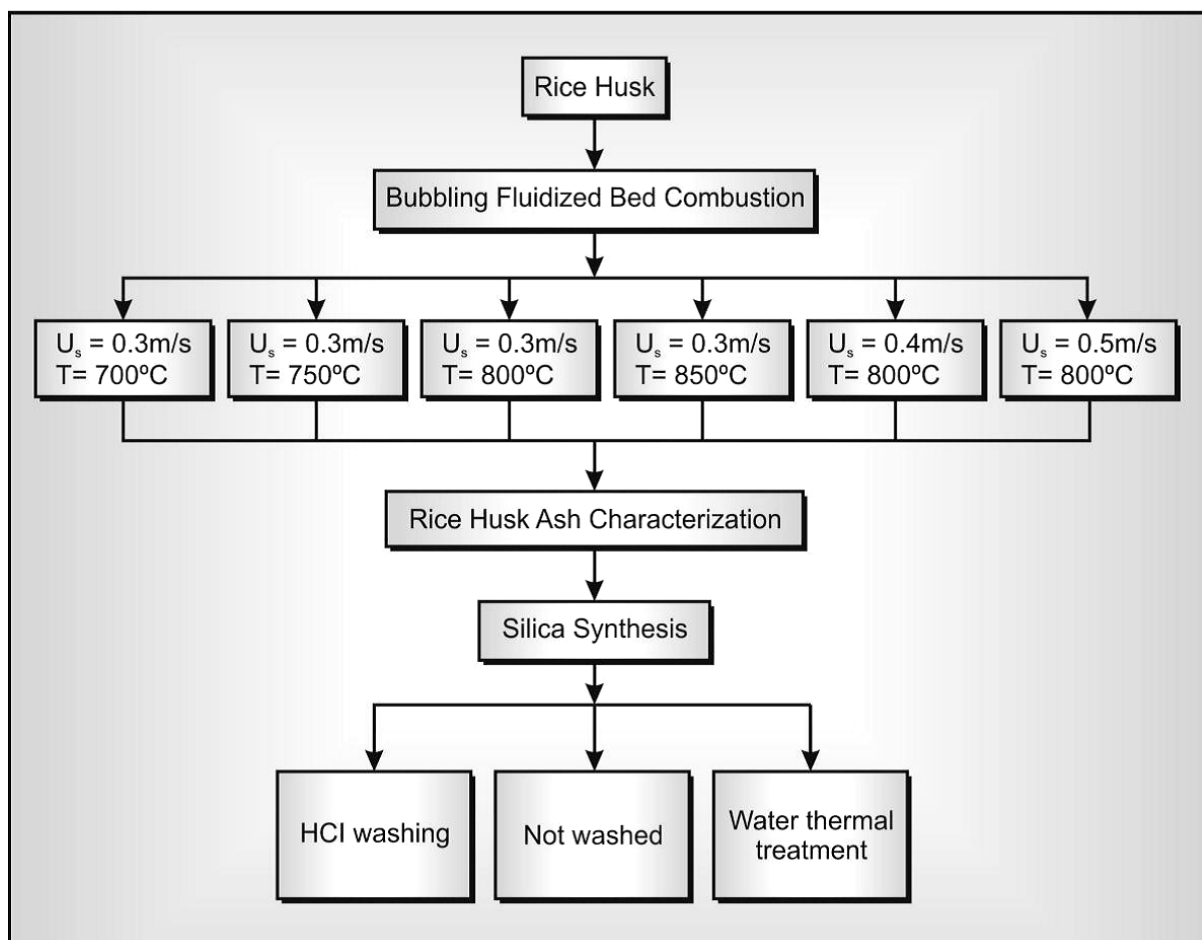 Rice Husk
Bubbling Fluidized Bed Combustion
Uₛ = 0.3m/s
T= 700ºC
Uₛ = 0.3m/s
T= 750ºC
Uₛ = 0.3m/s
T= 800ºC
Uₛ = 0.3m/s
T= 850ºC
Uₛ = 0.4m/s
T= 800ºC
Uₛ = 0.5m/s
T= 800ºC
Rice Husk Ash Characterization
Silica Synthesis
HCl washing
Not washed
Water thermal
treatment